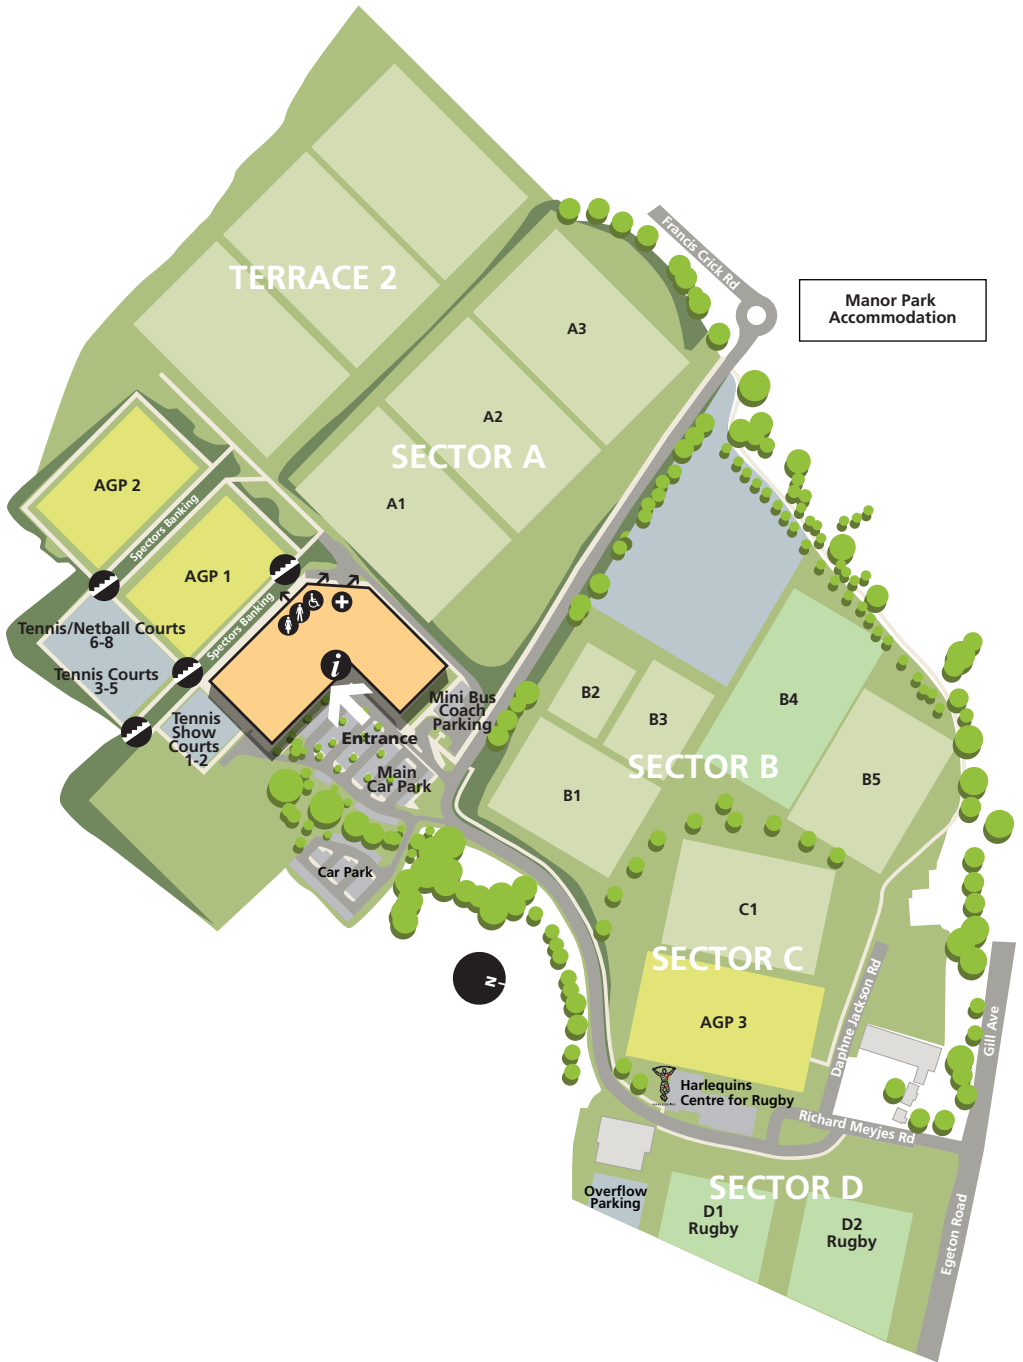 Francis Crick Rd
Manor Park
Accommodation
TERRACE 2
A3
A2
SECTOR A
A1
AGP 2
Spectors Banking
AGP 1
Spectors Banking
Tennis/Netball Courts
6-8
Tennis Courts
3-5
Tennis
Show
Courts
1-2
i
Mini Bus
Coach
Parking
Entrance
Main
Car Park
Car Park
B2
B3
B4
SECTOR B
B1
B5
C1
SECTOR C
N
AGP 3
Daphne Jackson Rd
Gill Ave
Harlequins
Centre for Rugby
Richard Meyjes Rd
SECTOR D
Overflow
Parking
D1
Rugby
D2
Rugby
Egeton Road